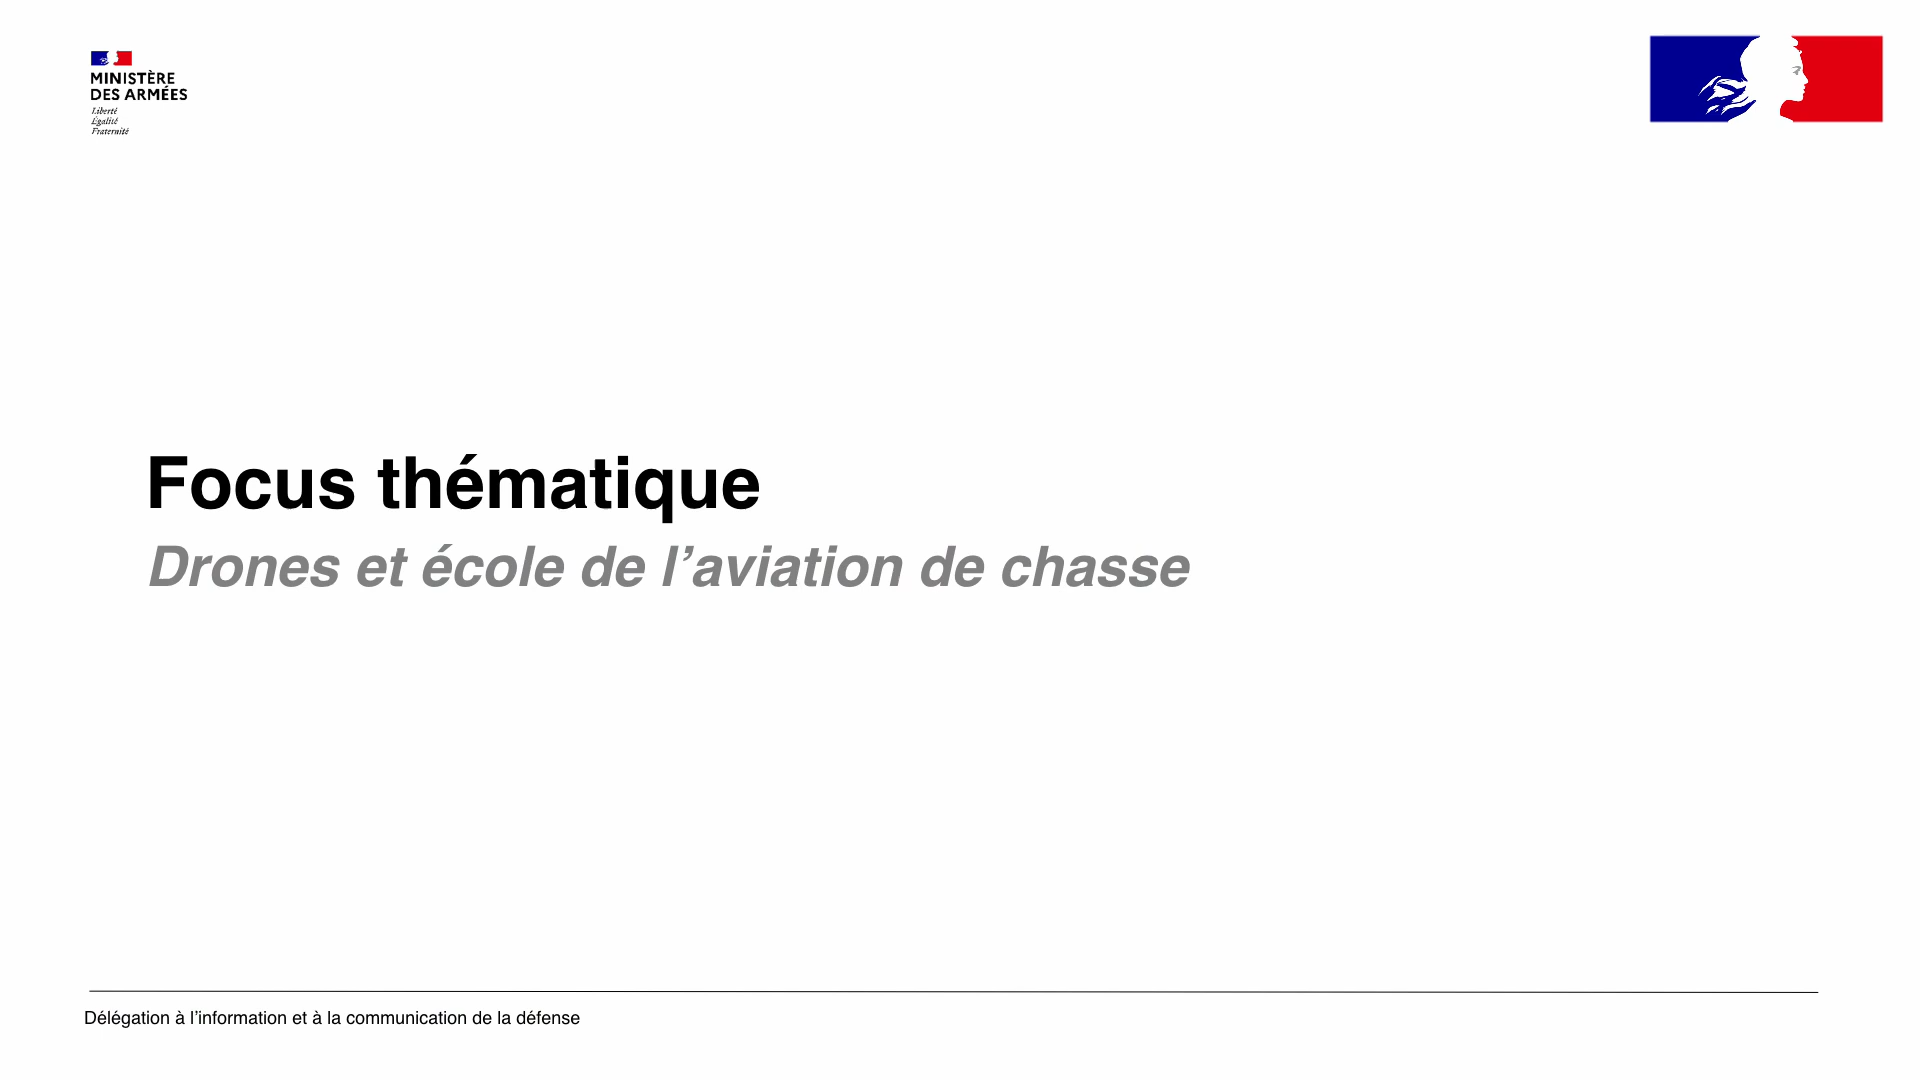 MINISTÈRE
DES ARMÉES
Liberté
Égalité
Fraternité
Focus thématique
Drones et école de l’aviation de chasse
Délégation à l’information et à la communication de la défense